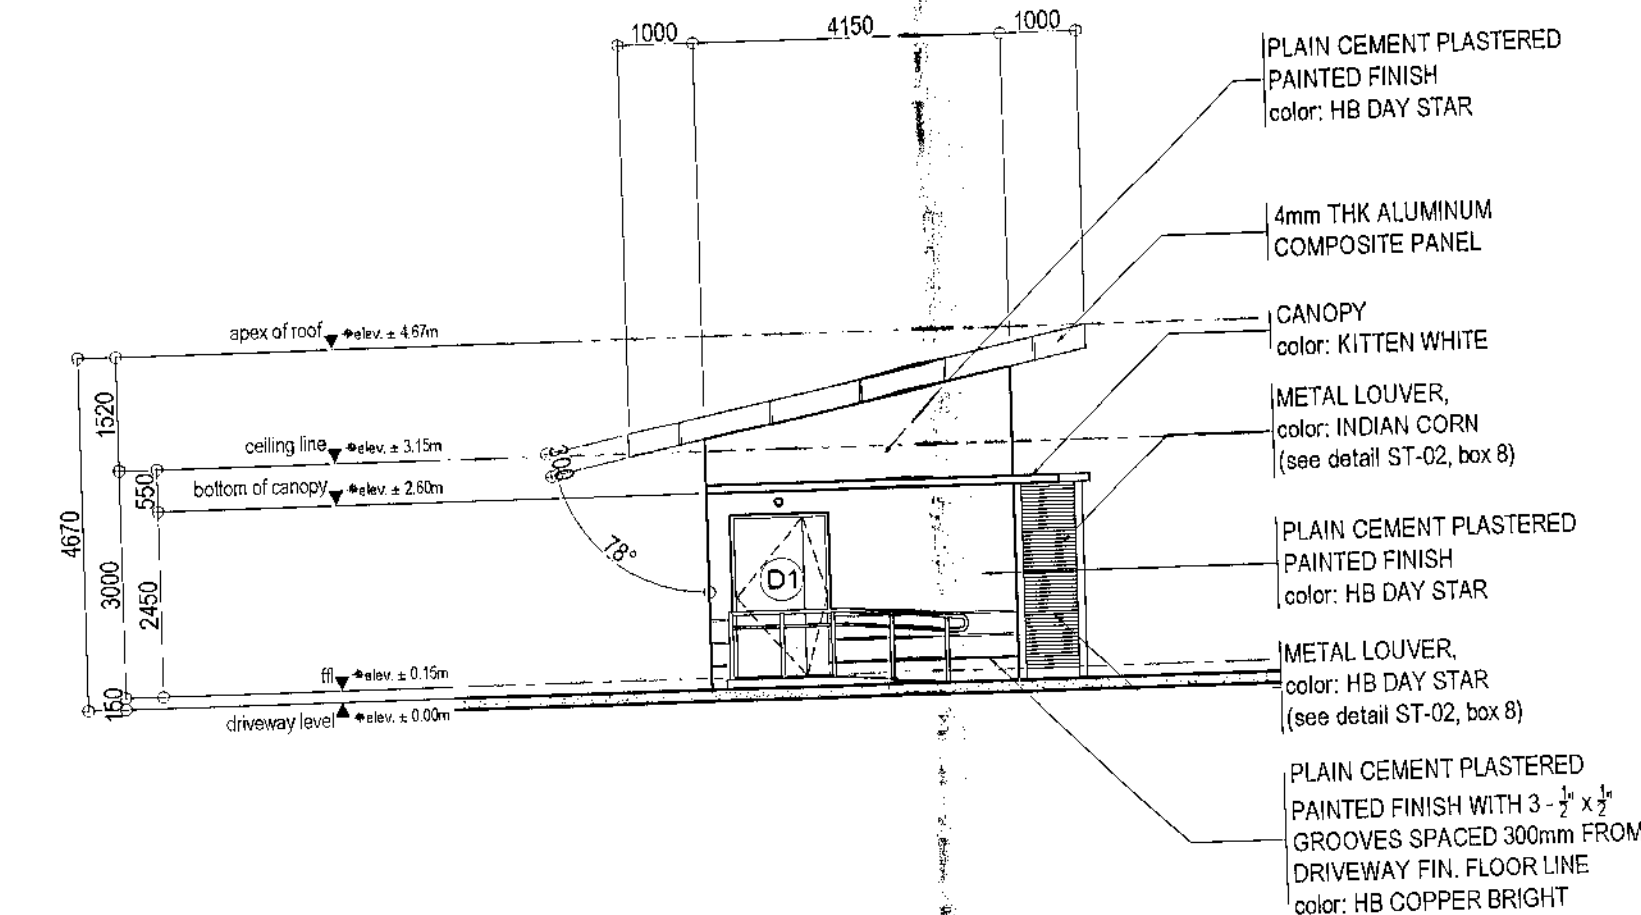 1000
4150
1000
PLAIN CEMENT PLASTERED
PAINTED FINISH
color: HB DAY STAR
4mm THK ALUMINUM
COMPOSITE PANEL
CANOPY
color: KITTEN WHITE
METAL LOUVER,
color: INDIAN CORN
(see detail ST-02, box 8)
PLAIN CEMENT PLASTERED
PAINTED FINISH
color: HB DAY STAR
METAL LOUVER,
color: HB DAY STAR
(see detail ST-02, box 8)
PLAIN CEMENT PLASTERED
PAINTED FINISH WITH 3 - ½" x ½"
GROOVES SPACED 300mm FROM
DRIVEWAY FIN. FLOOR LINE
color: HB COPPER BRIGHT
apex of roof elev. ± 4.67m
ceiling line elev. ± 3.15m
bottom of canopy elev. ± 2.60m
ffl elev. ± 0.15m
driveway level elev. ± 0.00m
4670
1520
3000
150
550
2450
300
78°
D1